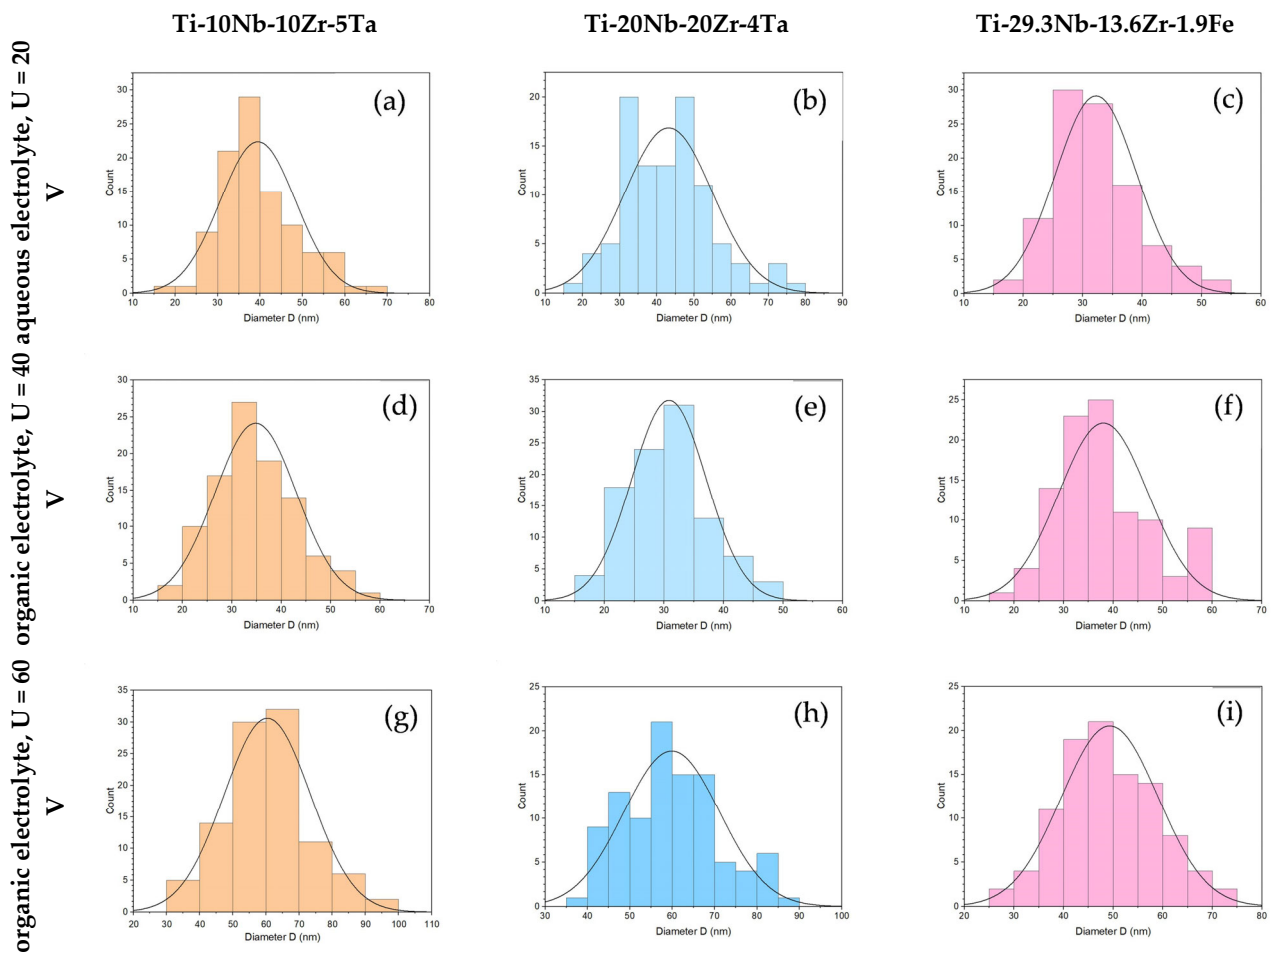 Ti-10Nb-10Zr-5Ta
Ti-20Nb-20Zr-4Ta
Ti-29.3Nb-13.6Zr-1.9Fe
aqueous electrolyte, U = 20
V
(a)
Count
30
25
20
15
10
5
0
10 20 30 40 50 60 70 80
Diameter D (nm)
(b)
Count
20
15
10
5
0
10 20 30 40 50 60 70 80 90
Diameter D (nm)
(c)
Count
30
25
20
15
10
5
0
10 20 30 40 50 60
Diameter D (nm)
organic electrolyte, U = 40
V
(d)
Count
30
25
20
15
10
5
0
10 20 30 40 50 60 70
Diameter D (nm)
(e)
Count
35
30
25
20
15
10
5
0
10 20 30 40 50 60
Diameter D (nm)
(f)
Count
25
20
15
10
5
0
10 20 30 40 50 60 70
Diameter D (nm)
organic electrolyte, U = 60
V
(g)
Count
35
30
25
20
15
10
5
0
20 30 40 50 60 70 80 90 100 110
Diameter D (nm)
(h)
Count
25
20
15
10
5
0
30 40 50 60 70 80 90 100
Diameter D (nm)
(i)
Count
25
20
15
10
5
0
20 30 40 50 60 70 80
Diameter D (nm)